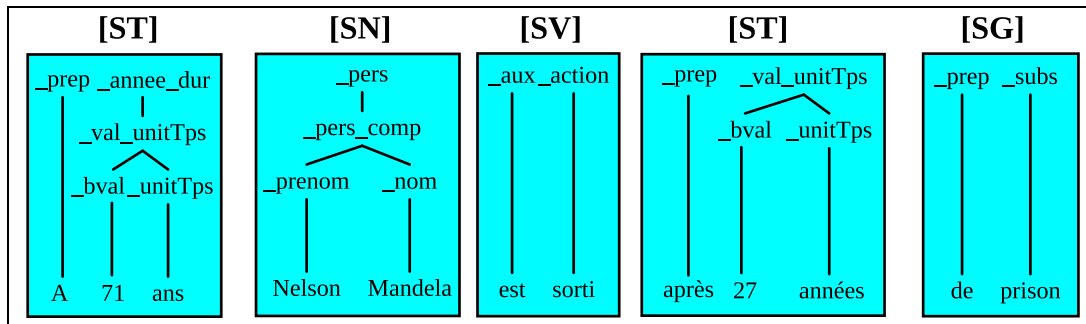 [ST] [SN] [SV] [ST] [SG]
_prep _annee_dur _pers _aux _action _prep _val_unitTps _prep _subs
_val_unitTps _pers_comp _bval _unitTps
_bval _unitTps _prenom _nom
A 71 ans Nelson Mandela est sorti après 27 années de prison